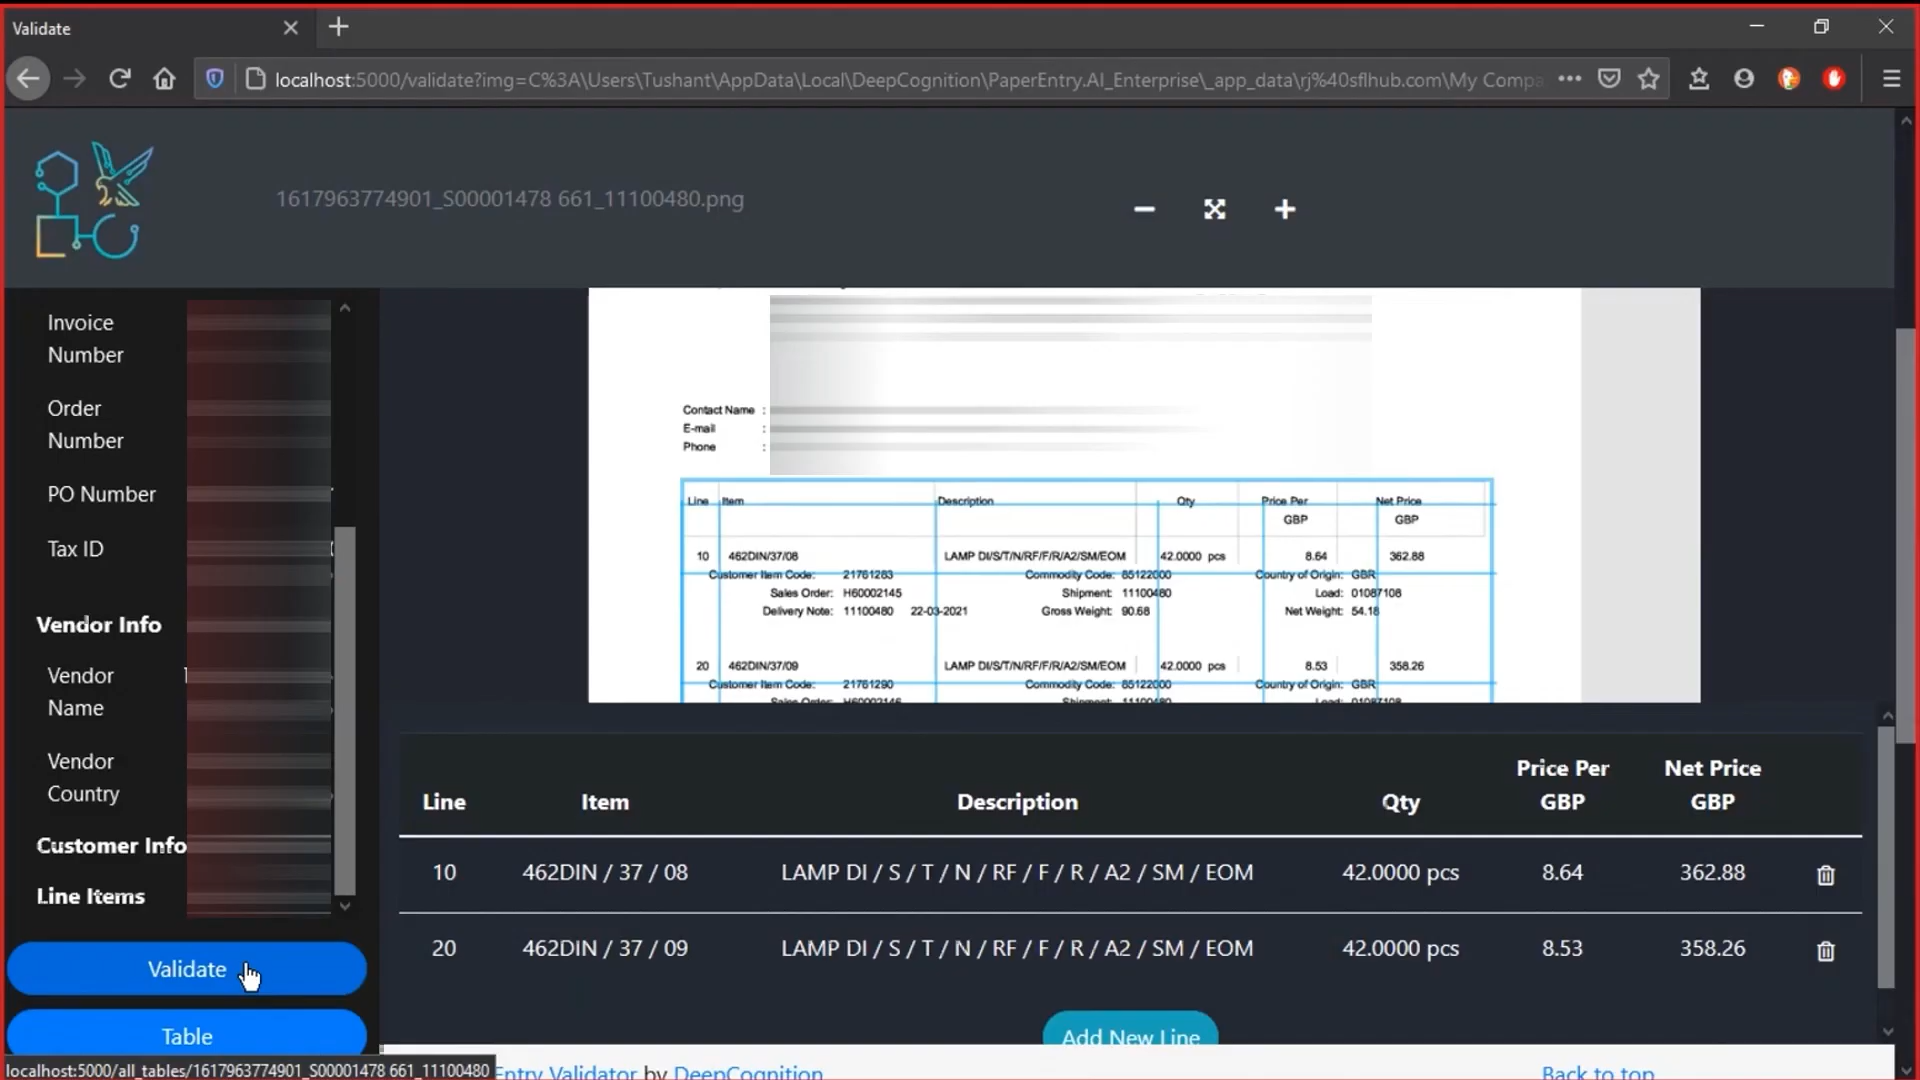 Validate
localhost:5000/validate?img=C%3A\Users\Tushant\AppData\Local\DeepCognition\PaperEntry.AI_Enterprise\_app_data\rj%40sflhub.com\My Compa
1617963774901_S00001478 661_11100480.png
Invoice
Number
Order
Number
PO Number
Tax ID
Vendor Info
Vendor
Name
Vendor
Country
Customer Info
Line Items
Validate
Table
Contact Name :
E-mail :
Phone :
Line Item Description Qty Price Per Net Price
GBP GBP
10 462DIN/37/08 LAMP DI/S/T/N/RF/F/R/A2/SM/EOM 42.0000 pcs 8.64 362.88
Customer Item Code: 21761283 Commodity Code: 85122000 Country of Origin: GBR
Sales Order: H60002145 Shipment: 11100480 Load: 01087108
Delivery Note: 11100480 22-03-2021 Gross Weight: 90.68 Net Weight: 54.18
20 462DIN/37/09 LAMP DI/S/T/N/RF/F/R/A2/SM/EOM 42.0000 pcs 8.53 358.26
Customer Item Code: 21761290 Commodity Code: 85122000 Country of Origin: GBR
Sales Order: H60002146 Shipment: 11100480 Load: 01087108
Line Item Description Qty Price Per GBP Net Price GBP
10 462DIN / 37 / 08 LAMP DI / S / T / N / RF / F / R / A2 / SM / EOM 42.0000 pcs 8.64 362.88
20 462DIN / 37 / 09 LAMP DI / S / T / N / RF / F / R / A2 / SM / EOM 42.0000 pcs 8.53 358.26
Add New Line
localhost:5000/all_tables/1617963774901_S00001478 661_11100480
Entry Validator by DeepCognition
Back to top